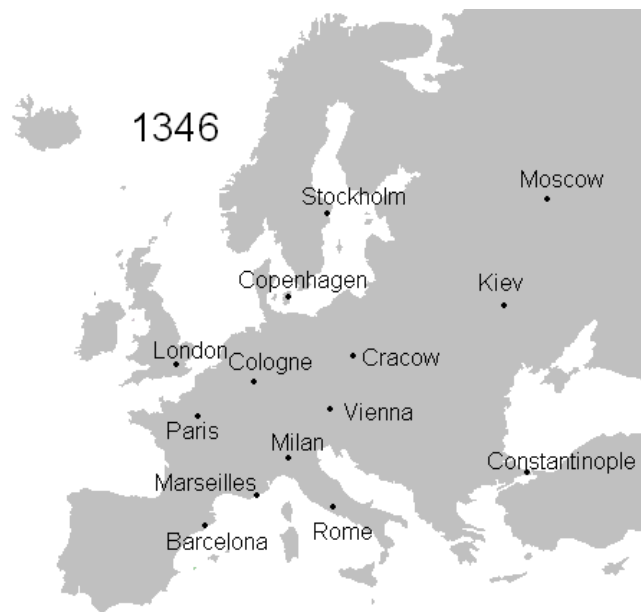 1346
Moscow
Stockholm
Copenhagen
Kiev
London
Cologne
Cracow
Paris
Vienna
Milan
Constantinople
Marseilles
Rome
Barcelona